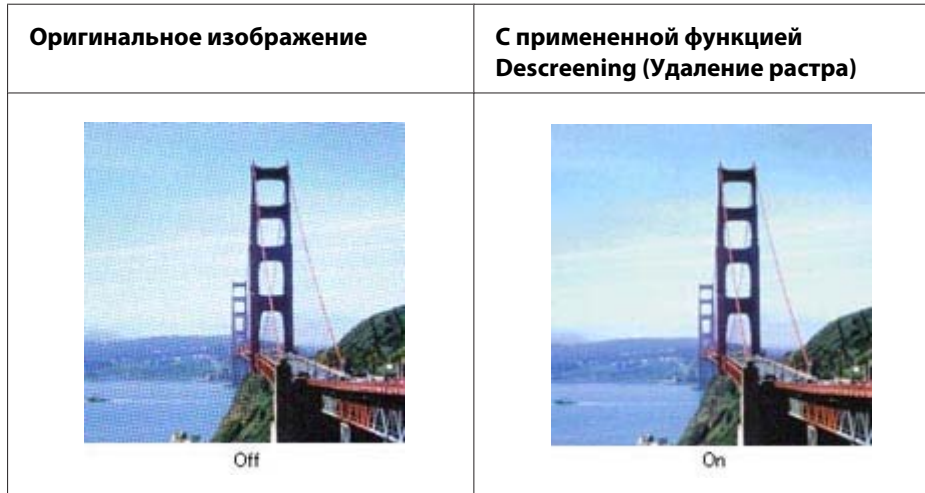 Оригинальное изображение
С примененной функцией
Descreening (Удаление растра)
Off
On